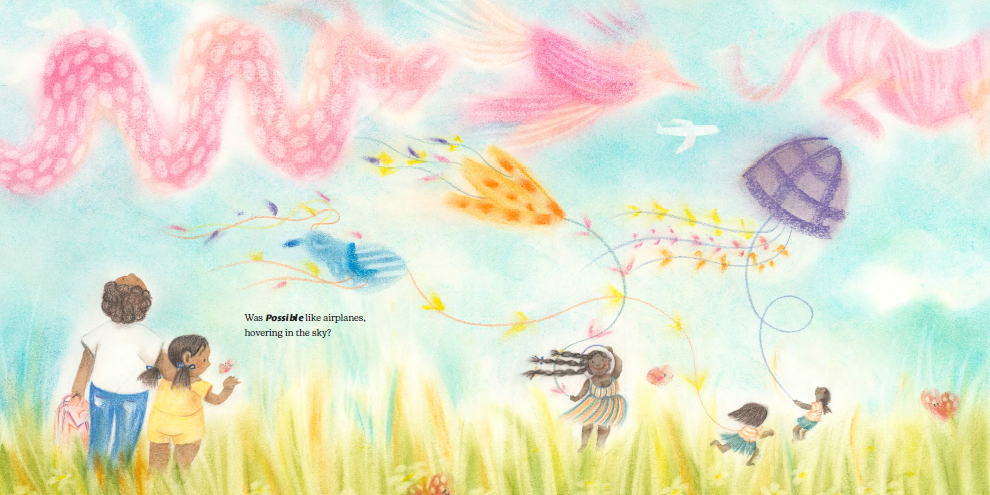 Was Possible like airplanes,
hovering in the sky?